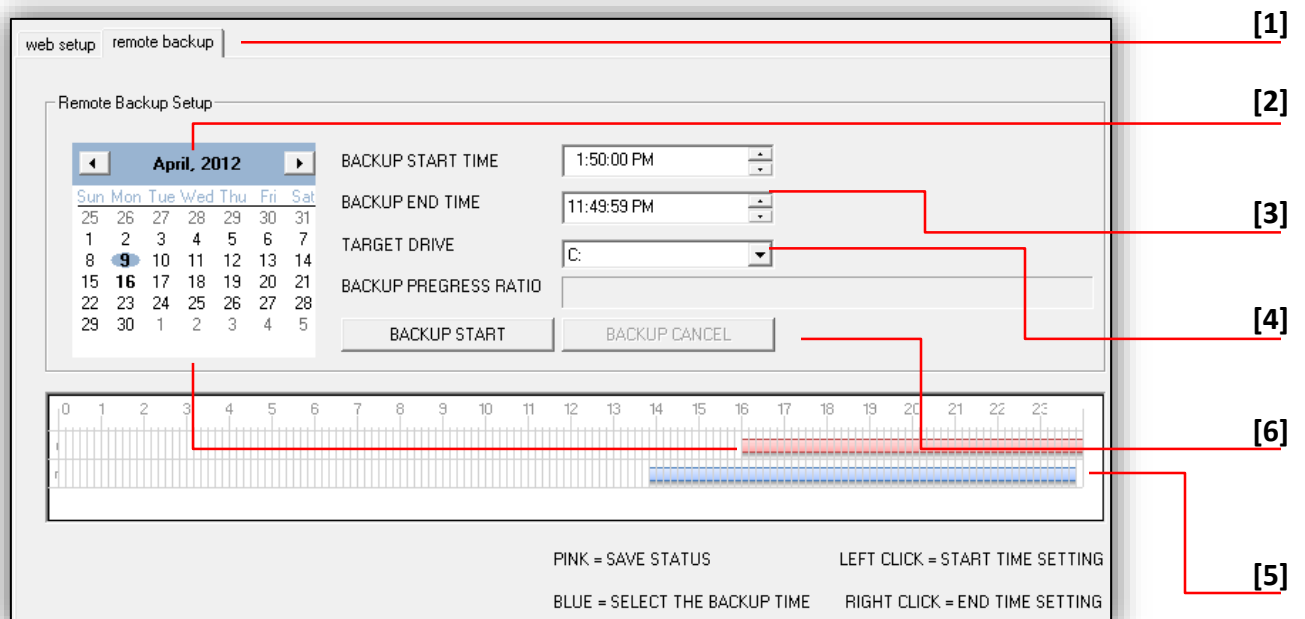 [1]
web setup remote backup
[2]
Remote Backup Setup
April, 2012
Sun Mon Tue Wed Thu Fri Sat
25 26 27 28 29 30 31
1 2 3 4 5 6 7
8 9 10 11 12 13 14
15 16 17 18 19 20 21
22 23 24 25 26 27 28
29 30 1 2 3 4 5
BACKUP START TIME 1:50:00 PM
BACKUP END TIME 11:49:59 PM
[3]
TARGET DRIVE C:
BACKUP PREGRESS RATIO
[4]
BACKUP START BACKUP CANCEL
0 1 2 3 4 5 6 7 8 9 10 11 12 13 14 15 16 17 18 19 20 21 22 23
[6]
[5]
PINK = SAVE STATUS LEFT CLICK = START TIME SETTING
BLUE = SELECT THE BACKUP TIME RIGHT CLICK = END TIME SETTING